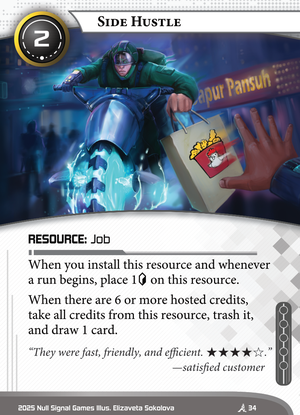 Side Hustle
2
apur Pansuh
RESOURCE: Job
When you install this resource and whenever
a run begins, place 1 on this resource.
When there are 6 or more hosted credits,
take all credits from this resource, trash it,
and draw 1 card.
“They were fast, friendly, and efficient. ★★★★☆.”
—satisfied customer
2025 Null Signal Games Illus. Elizaveta Sokolova
34